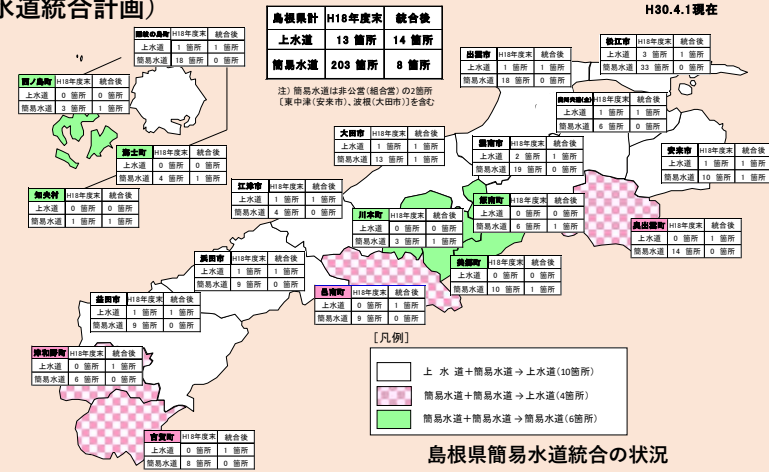 水道統合計画）
H30.4.1現在
島根県計 H18年度末 統合後
上水道 13 箇所 14 箇所
簡易水道 203 箇所 8 箇所
注）簡易水道は非公営（組合営）の2箇所
［東中津（安来市）、波根（大田市）］を含む
隠岐の島町 H18年度末 統合後
上水道 1 箇所 1 箇所
簡易水道 18 箇所 0 箇所
西ノ島町 H18年度末 統合後
上水道 0 箇所 0 箇所
簡易水道 3 箇所 1 箇所
海士町 H18年度末 統合後
上水道 0 箇所 0 箇所
簡易水道 4 箇所 1 箇所
知夫村 H18年度末 統合後
上水道 0 箇所 0 箇所
簡易水道 1 箇所 1 箇所
出雲市 H18年度末 統合後
上水道 1 箇所 1 箇所
簡易水道 18 箇所 0 箇所
松江市 H18年度末 統合後
上水道 3 箇所 1 箇所
簡易水道 33 箇所 0 箇所
H18年度末 統合後
上水道 1 箇所 1 箇所
簡易水道 6 箇所 0 箇所
安来市 H18年度末 統合後
上水道 1 箇所 1 箇所
簡易水道 10 箇所 1 箇所
大田市 H18年度末 統合後
上水道 1 箇所 1 箇所
簡易水道 13 箇所 1 箇所
雲南市 H18年度末 統合後
上水道 2 箇所 1 箇所
簡易水道 19 箇所 0 箇所
江津市 H18年度末 統合後
上水道 1 箇所 1 箇所
簡易水道 4 箇所 0 箇所
川本町 H18年度末 統合後
上水道 0 箇所 0 箇所
簡易水道 3 箇所 1 箇所
飯南町 H18年度末 統合後
上水道 0 箇所 0 箇所
簡易水道 6 箇所 1 箇所
奥出雲町 H18年度末 統合後
上水道 0 箇所 1 箇所
簡易水道 14 箇所 0 箇所
美郷町 H18年度末 統合後
上水道 0 箇所 0 箇所
簡易水道 10 箇所 1 箇所
浜田市 H18年度末 統合後
上水道 1 箇所 1 箇所
簡易水道 9 箇所 0 箇所
邑南町 H18年度末 統合後
上水道 0 箇所 1 箇所
簡易水道 9 箇所 0 箇所
益田市 H18年度末 統合後
上水道 1 箇所 1 箇所
簡易水道 9 箇所 0 箇所
津和野町 H18年度末 統合後
上水道 0 箇所 1 箇所
簡易水道 6 箇所 0 箇所
吉賀町 H18年度末 統合後
上水道 0 箇所 1 箇所
簡易水道 8 箇所 0 箇所
［凡例］
上 水 道＋簡易水道→上水道（10箇所）
簡易水道＋簡易水道→上水道（4箇所）
簡易水道＋簡易水道→簡易水道（6箇所）
島根県簡易水道統合の状況